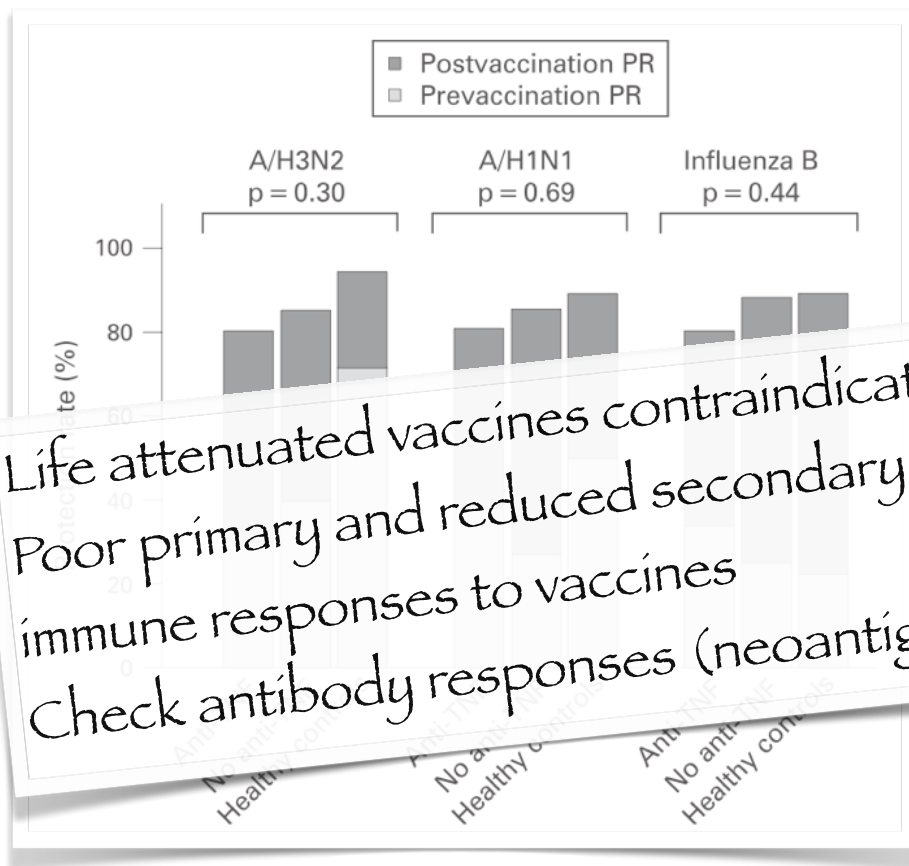 Postvaccination PR
Prevaccination PR
A/H3N2 A/H1N1 Influenza B
p = 0.30 p = 0.69 p = 0.44
100
80
60
40
20
0
te (%)
Life attenuated vaccines contraindicat
Poor primary and reduced secondary
immune responses to vaccines
Check antibody responses (neoantig
Anti-TNF No anti-TNF Healthy controls Anti-TNF No anti-TNF Healthy controls Anti-TNF No anti-TNF Healthy controls